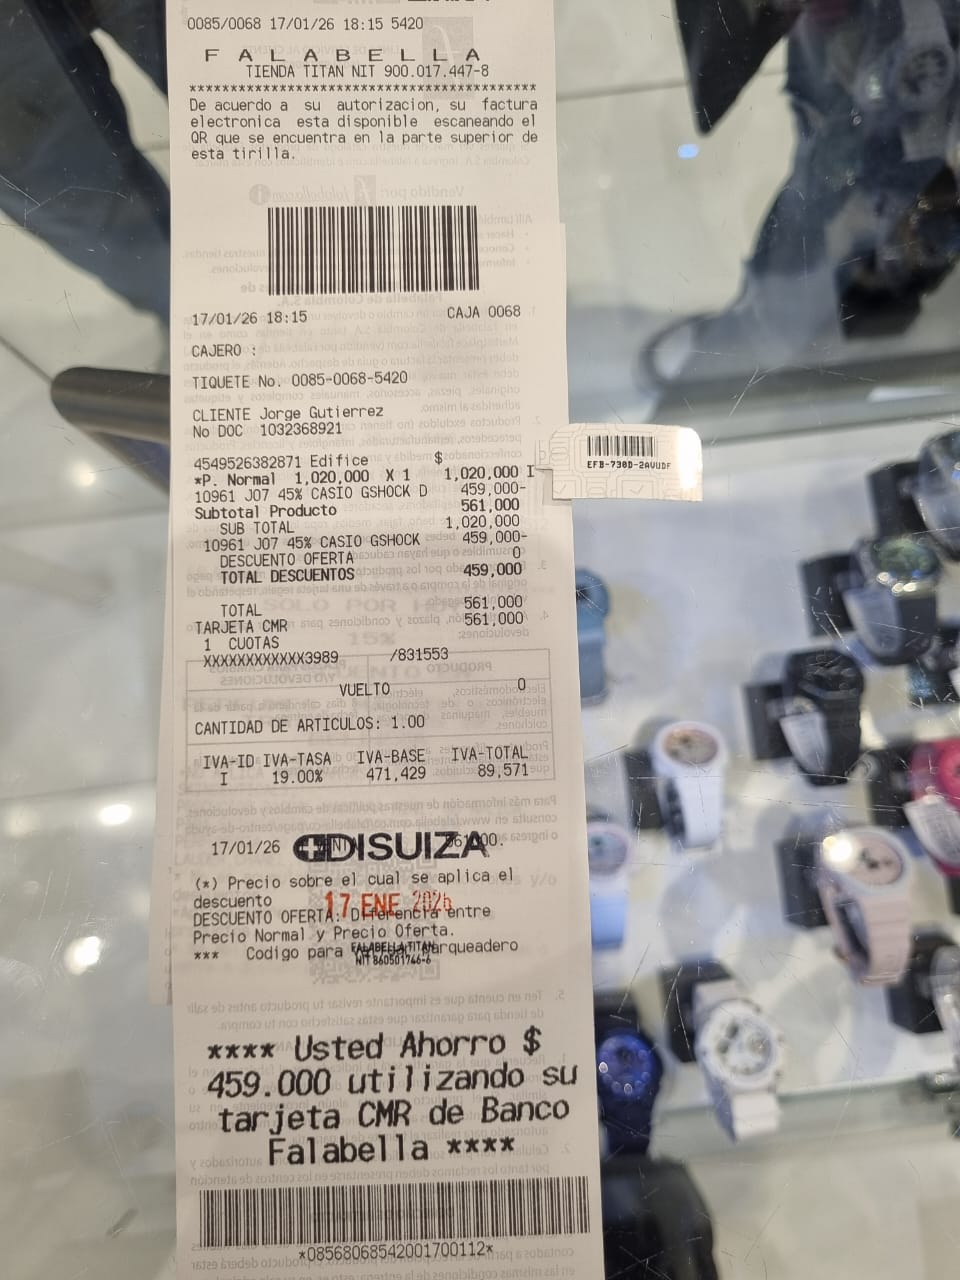 0085/0068 17/01/26 18:15 5420
F A L A B E L L A
TIENDA TITAN NIT 900.017.447-8
****************************************
De acuerdo a su autorizacion, su factura
electronica esta disponible escaneando el
QR que se encuentra en la parte superior de
esta tirilla.
17/01/26 18:15 CAJA 0068
CAJERO :
TIQUETE No. 0085-0068-5420
CLIENTE Jorge Gutierrez
No DOC 1032368921
$
4549526382871 Edifice
*P. Normal 1,020,000 X 1 1,020,000 I
10961 J07 45% CASIO GSHOCK D 459,000-
Subtotal Producto 561,000
SUB TOTAL 1,020,000
10961 J07 45% CASIO GSHOCK 459,000-
DESCUENTO OFERTA 0
TOTAL DESCUENTOS 459,000
TOTAL 561,000
TARJETA CMR 561,000
1 CUOTAS
XXXXXXXXXXXX3989 /831553
VUELTO 0
CANTIDAD DE ARTICULOS: 1.00
IVA-ID IVA-TASA IVA-BASE IVA-TOTAL
I 19.00% 471,429 89,571
17/01/26
DISUIZA
(*) Precio sobre el cual se aplica el
descuento
17 ENE 2026
DESCUENTO OFERTA: Diferencia entre
Precio Normal y Precio Oferta.
*** Codigo para Parqueadero
FALABELLA TITAN
NIT 860501746-6
**** Usted Ahorro $
459.000 utilizando su
tarjeta CMR de Banco
Falabella ****
*08568068542001700112*
EFB-730D-2AVUDF